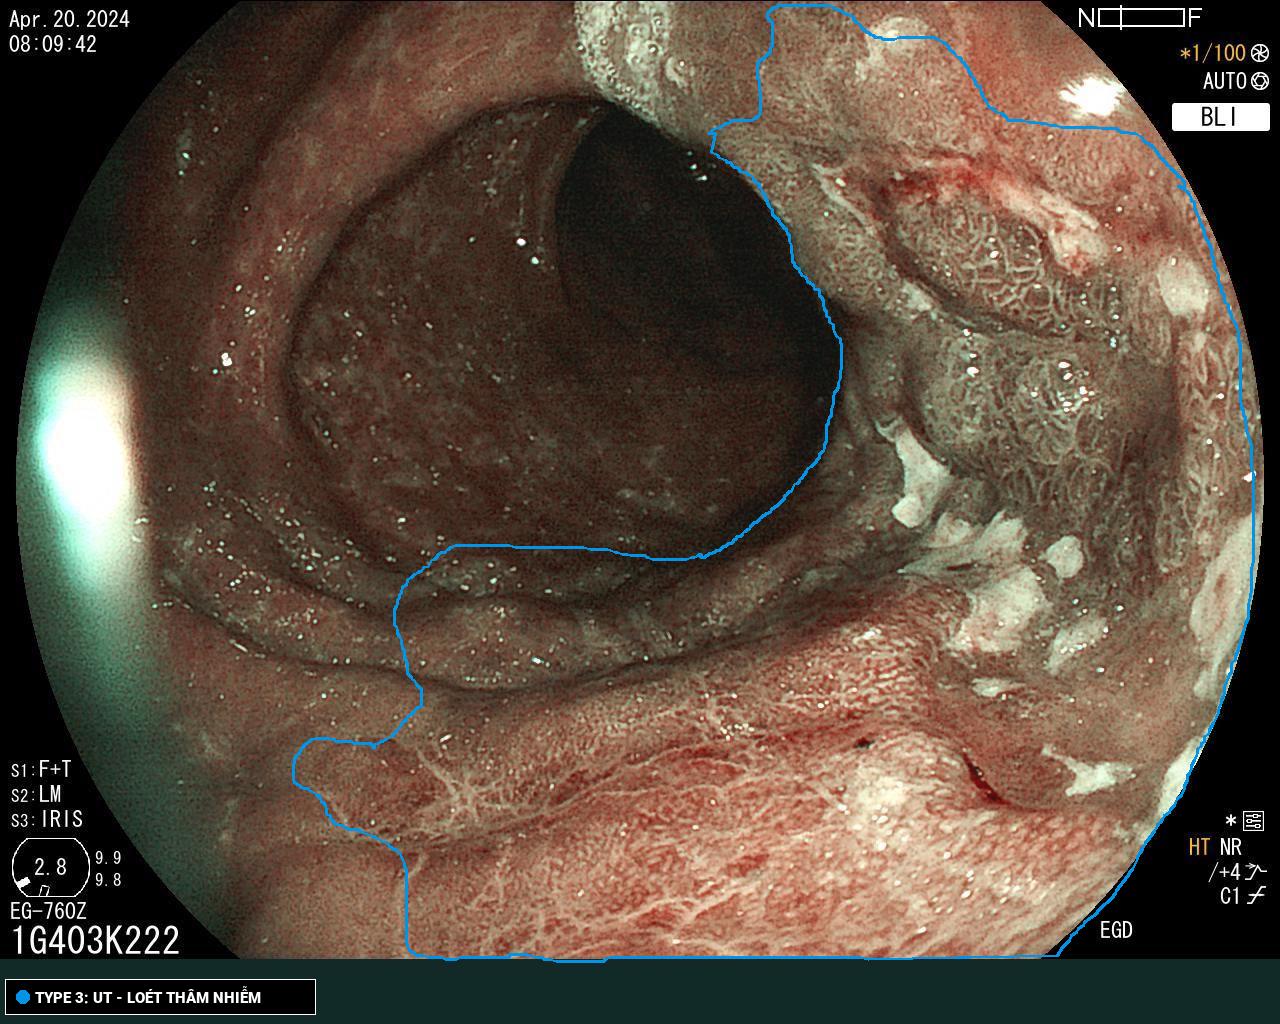 Apr.20.2024
08:09:42
N F
*1/100
AUTO
BLI
S1:F+T
S2:LM
S3:IRIS
2.8
9.9
9.8
EG-760Z
1G403K222
*
HT NR
/+4
C1
EGD
TYPE 3: UT - LOÉT THÂM NHIỄM